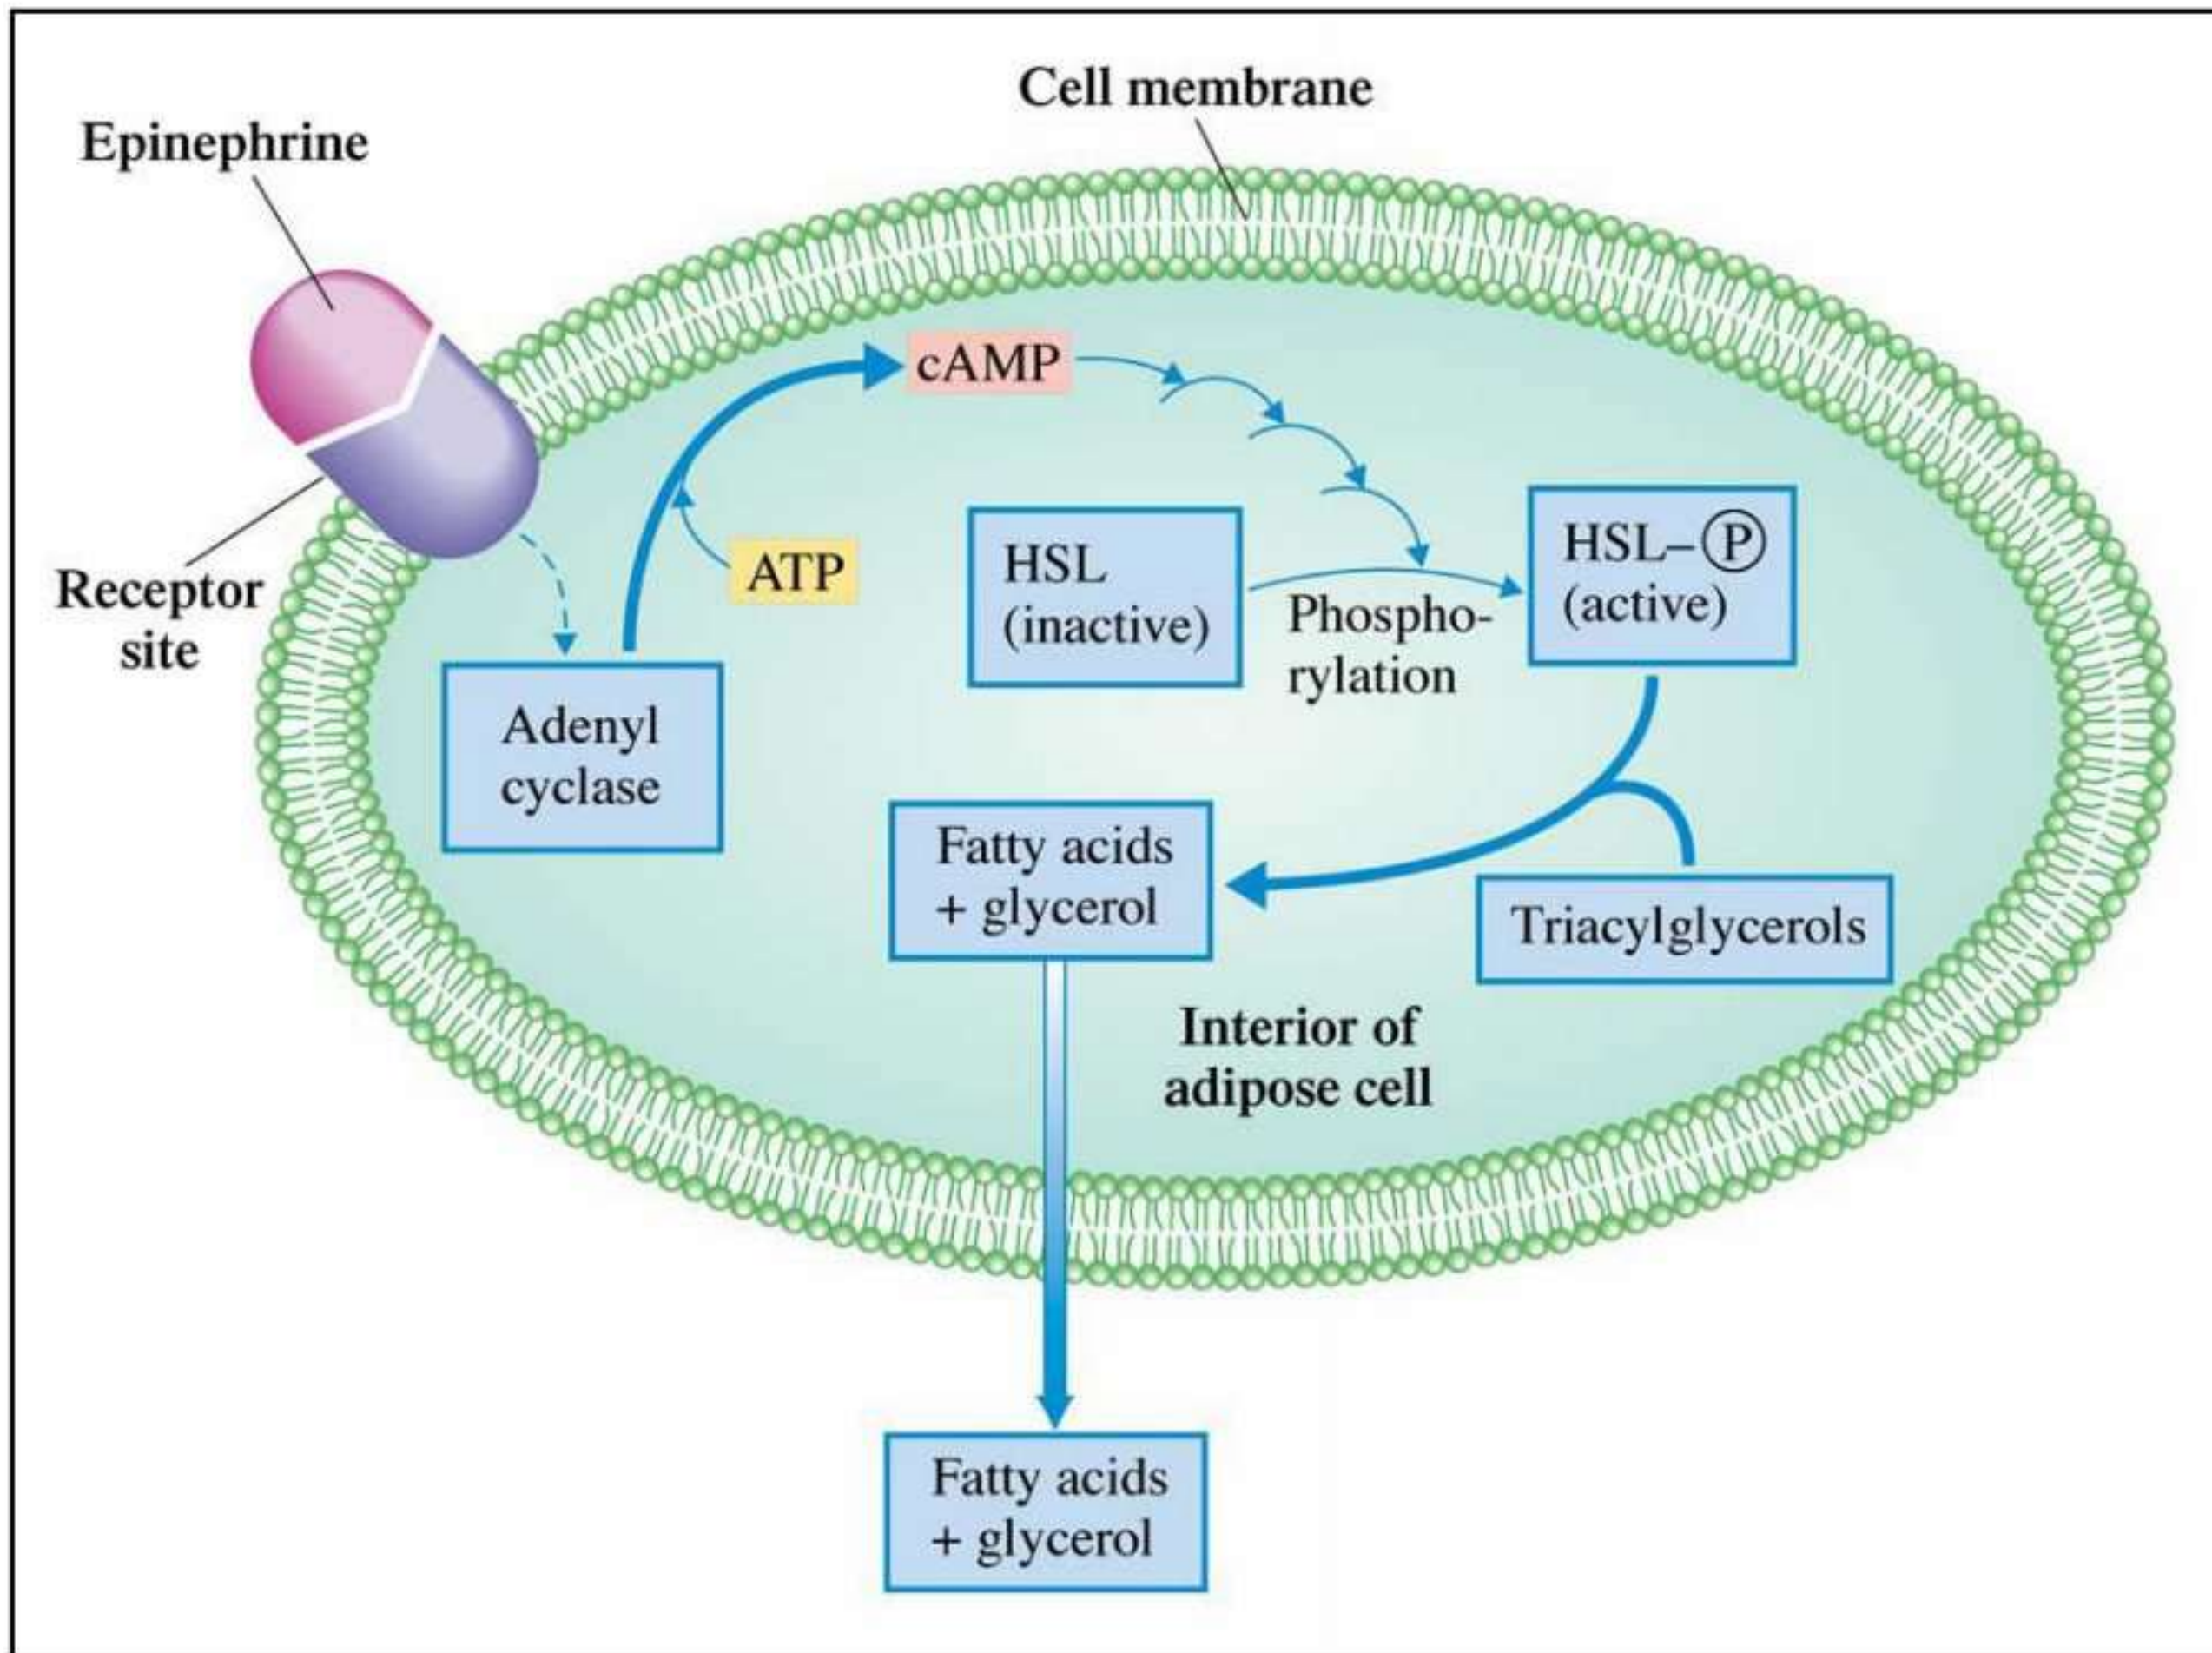 Cell membrane
Epinephrine
Receptor
site
cAMP
ATP
Adenyl
cyclase
HSL
(inactive)
Phospho-
rylation
HSL–Ⓟ
(active)
Fatty acids
+ glycerol
Triacylglycerols
Interior of
adipose cell
Fatty acids
+ glycerol